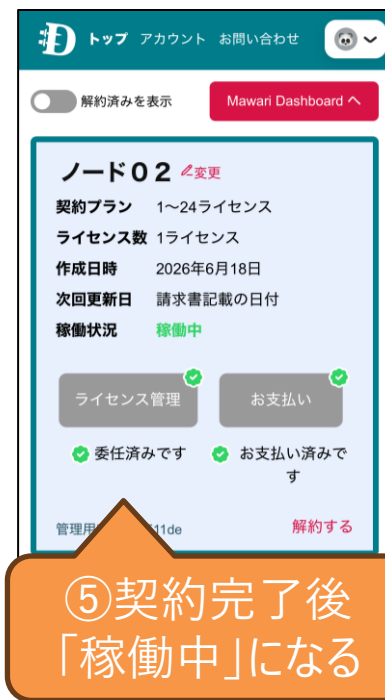 トップ アカウント お問い合わせ
解約済みを表示 Mawari Dashboard へ
ノード０２ 変更
契約プラン 1〜24ライセンス
ライセンス数 1ライセンス
作成日時 2026年6月18日
次回更新日 請求書記載の日付
稼働状況 稼働中
ライセンス管理 お支払い
委任済みです お支払い済みで
す
管理用 11de 解約する
⑤契約完了後
「稼働中」になる